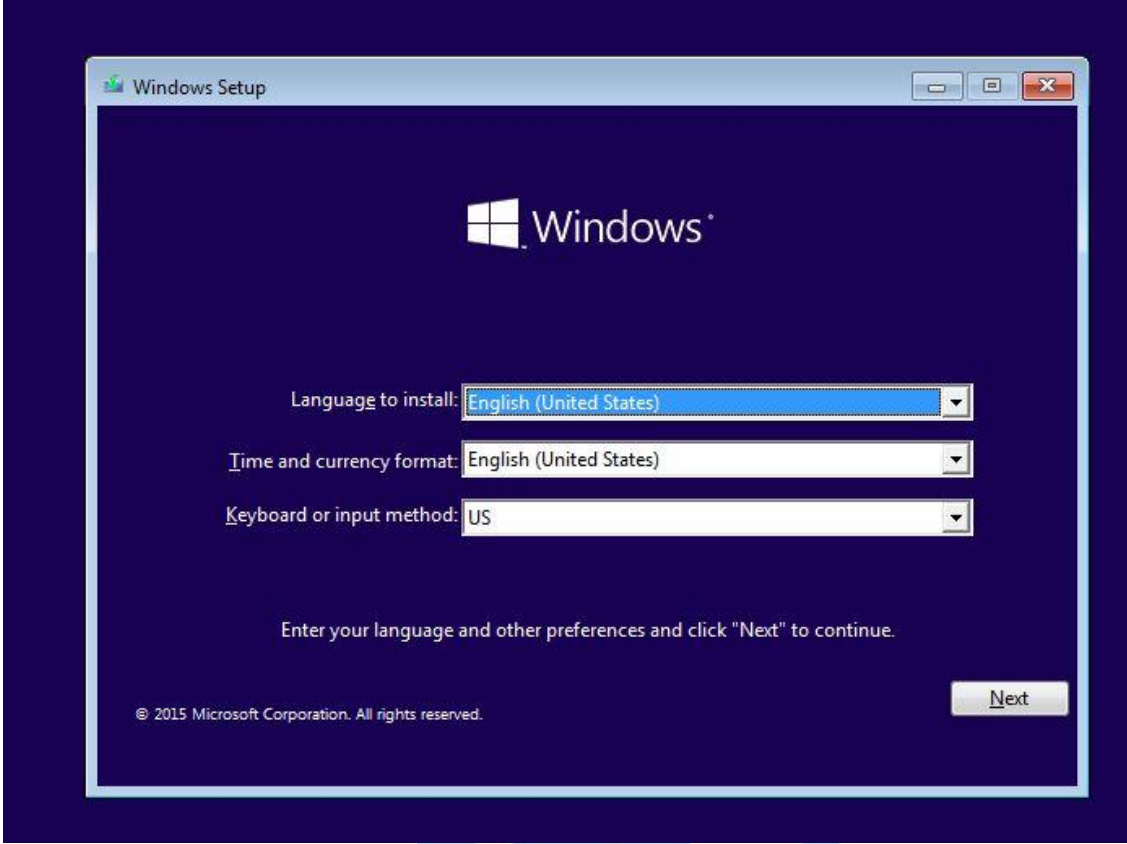 Windows Setup
Windows
Language to install: English (United States)
Time and currency format: English (United States)
Keyboard or input method: US
Enter your language and other preferences and click "Next" to continue.
© 2015 Microsoft Corporation. All rights reserved.
Next